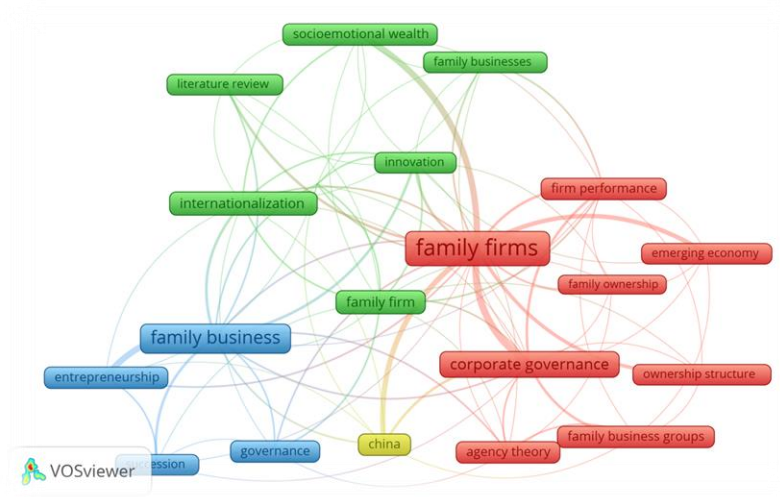 socioemotional wealth
family businesses
literature review
innovation
internationalization
firm performance
family firms
emerging economy
family ownership
family firm
family business
corporate governance
entrepreneurship
ownership structure
china
family business groups
governance
agency theory
VOSviewer